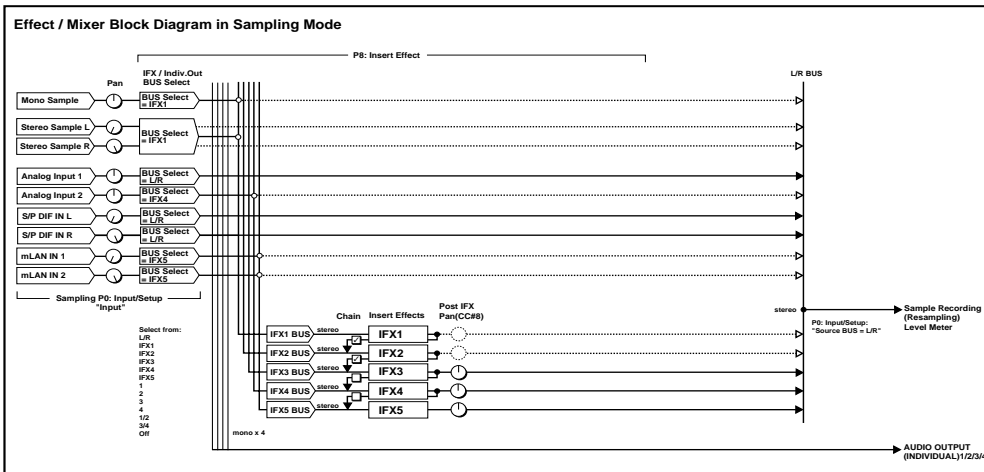 Effect / Mixer Block Diagram in Sampling Mode
P8: Insert Effect
Pan
IFX / Indiv.Out
BUS Select
L/R BUS
Mono Sample
BUS Select
= IFX1
Stereo Sample L
BUS Select
= IFX1
Stereo Sample R
Analog Input 1
BUS Select
= L/R
Analog Input 2
BUS Select
= IFX4
S/P DIF IN L
BUS Select
= L/R
S/P DIF IN R
BUS Select
= L/R
mLAN IN 1
BUS Select
= IFX5
mLAN IN 2
BUS Select
= IFX5
Sampling P0: Input/Setup
"Input"
Select from:
L/R
IFX1
IFX2
IFX3
IFX4
IFX5
1
2
3
4
1/2
3/4
Off
mono x 4
Chain
Insert Effects
Post IFX
Pan(CC#8)
IFX1 BUS
stereo
IFX1
IFX2 BUS
stereo
IFX2
IFX3 BUS
stereo
IFX3
IFX4 BUS
stereo
IFX4
IFX5 BUS
stereo
IFX5
stereo
P0: Input/Setup:
"Source BUS = L/R"
Sample Recording
(Resampling)
Level Meter
AUDIO OUTPUT
(INDIVIDUAL)1/2/3/4